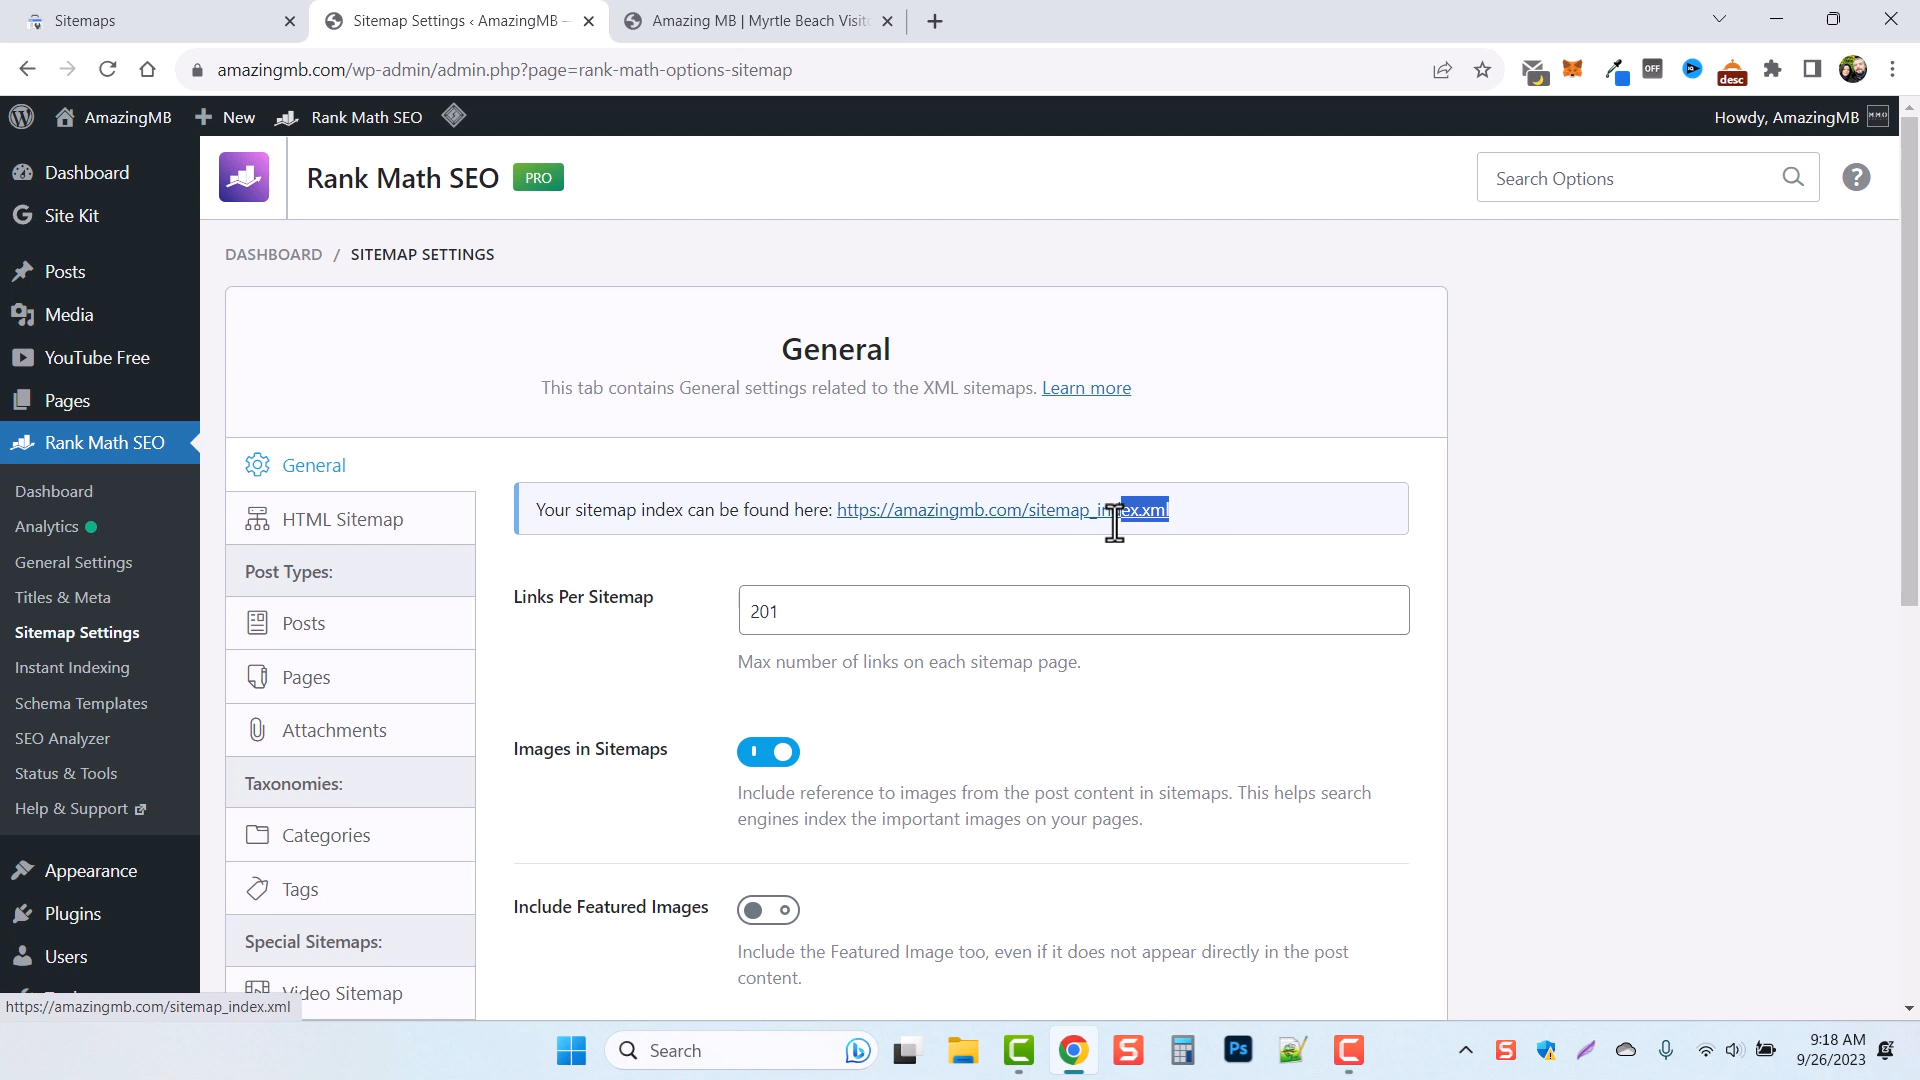 Sitemaps
Sitemap Settings ‹ AmazingMB –
Amazing MB | Myrtle Beach Visit
amazingmb.com/wp-admin/admin.php?page=rank-math-options-sitemap
OFF
desc
AmazingMB
New
Rank Math SEO
Howdy, AmazingMB
Dashboard
Site Kit
Posts
Media
YouTube Free
Pages
Rank Math SEO
Dashboard
Analytics
General Settings
Titles & Meta
Sitemap Settings
Instant Indexing
Schema Templates
SEO Analyzer
Status & Tools
Help & Support
Appearance
Plugins
Users
https://amazingmb.com/sitemap_index.xml
Rank Math SEO PRO
Search Options
?
DASHBOARD / SITEMAP SETTINGS
General
This tab contains General settings related to the XML sitemaps. Learn more
General
HTML Sitemap
Post Types:
Posts
Pages
Attachments
Taxonomies:
Categories
Tags
Special Sitemaps:
Video Sitemap
Your sitemap index can be found here: https://amazingmb.com/sitemap_index.xml
Links Per Sitemap
201
Max number of links on each sitemap page.
Images in Sitemaps
Include reference to images from the post content in sitemaps. This helps search
engines index the important images on your pages.
Include Featured Images
Include the Featured Image too, even if it does not appear directly in the post
content.
Search
Ps
9:18 AM
9/26/2023